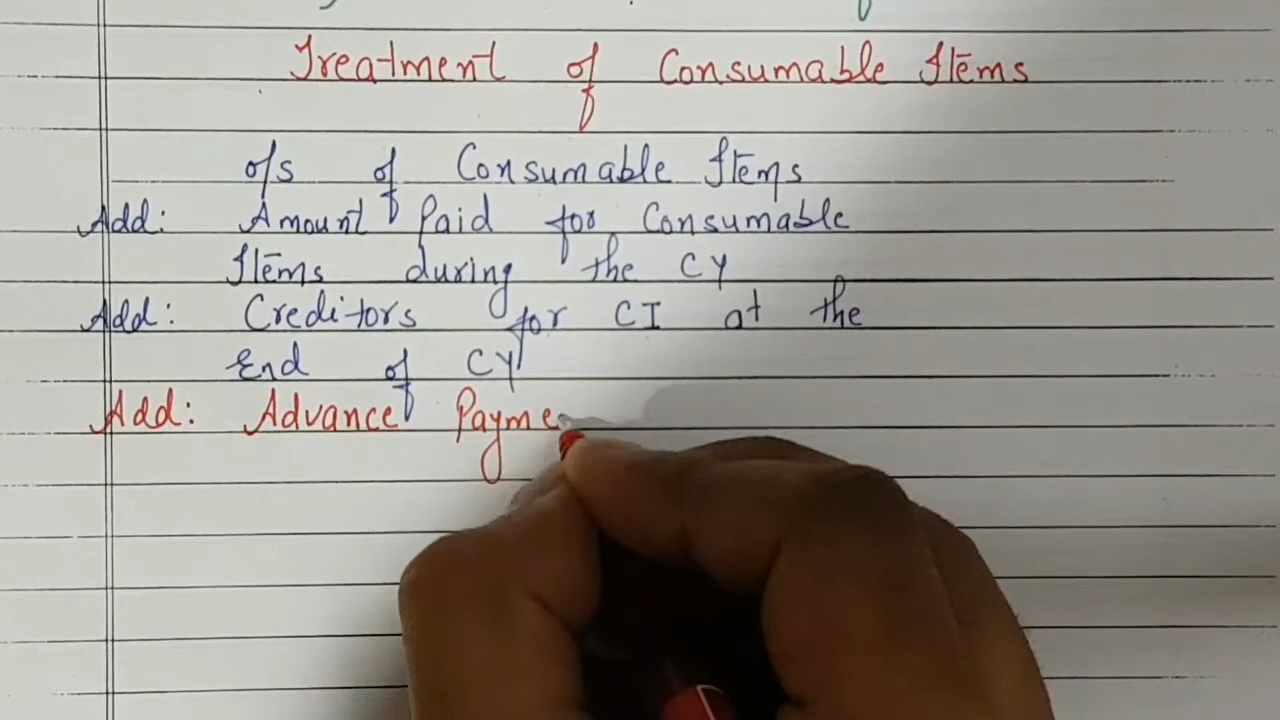 Treatment of Consumable Items
o/s of Consumable Items
Add: Amount Paid for Consumable
Items during the CY
Add: Creditors for CI at the
End of CY
Add: Advance Payme